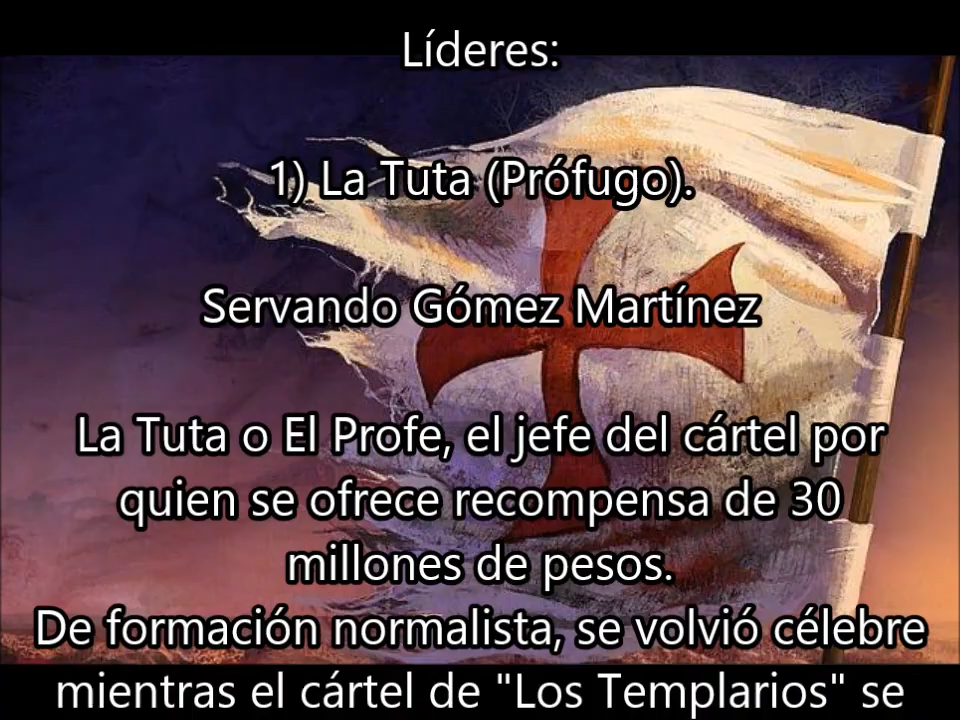 Líderes:
1) La Tuta (Prófugo).
Servando Gómez Martínez
La Tuta o El Profe, el jefe del cártel por
quien se ofrece recompensa de 30
millones de pesos.
De formación normalista, se volvió célebre
mientras el cártel de "Los Templarios" se